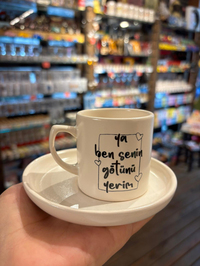 ya
ben senin
götünü
yerim